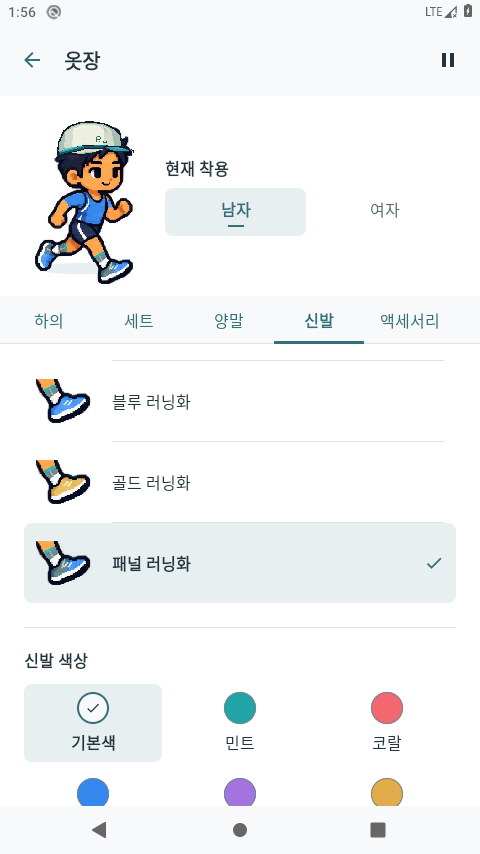 1:56
LTE
옷장
현재 착용
남자
여자
하의
세트
양말
신발
액세서리
블루 러닝화
골드 러닝화
패널 러닝화
신발 색상
기본색
민트
코랄